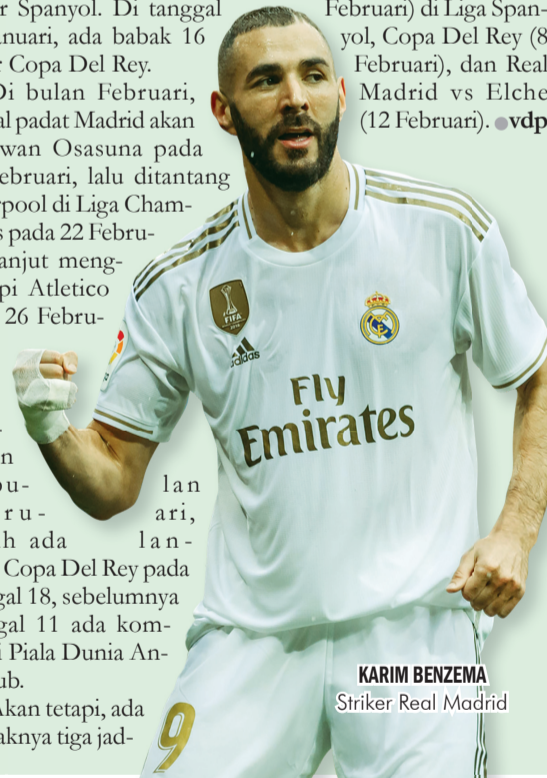 r Spanyol. Di tanggal
anuari, ada babak 16
r Copa Del Rey.
Di bulan Februari,
al padat Madrid akan
wan Osasuna pada
ebruari, lalu ditantang
rpool di Liga Cham-
s pada 22 Febru-
anjut meng-
pi Atletico
26 Febru-
n
bu- lan
ru- ari,
h ada lan-
Copa Del Rey pada
gal 18, sebelumnya
gal 11 ada kom-
i Piala Dunia An-
ub.
Akan tetapi, ada
aknya tiga jad-
Februari) di Liga Span-
yol, Copa Del Rey (8
Februari), dan Real
Madrid vs Elche
(12 Februari). ●vdp
FIFA
adidas
Fly
Emirates
9
KARIM BENZEMA
Striker Real Madrid